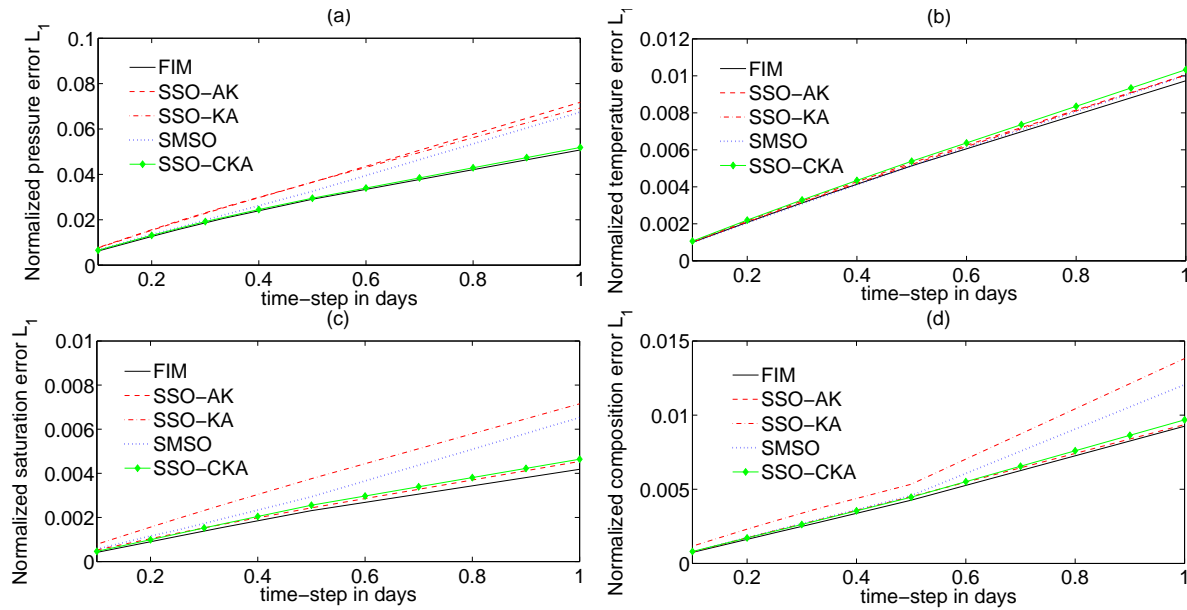 (a)
Normalized pressure error L1
0.1
0.08
0.06
0.04
0.02
0
FIM
SSO−AK
SSO−KA
SMSO
SSO−CKA
0.2
0.4
0.6
0.8
1
time−step in days
(b)
Normalized temperature error L1
0.012
0.01
0.008
0.006
0.004
0.002
0
FIM
SSO−AK
SSO−KA
SMSO
SSO−CKA
0.2
0.4
0.6
0.8
1
time−step in days
(c)
Normalized saturation error L1
0.01
0.008
0.006
0.004
0.002
0
FIM
SSO−AK
SSO−KA
SMSO
SSO−CKA
0.2
0.4
0.6
0.8
1
time−step in days
(d)
Normalized composition error L1
0.015
0.01
0.005
0
FIM
SSO−AK
SSO−KA
SMSO
SSO−CKA
0.2
0.4
0.6
0.8
1
time−step in days